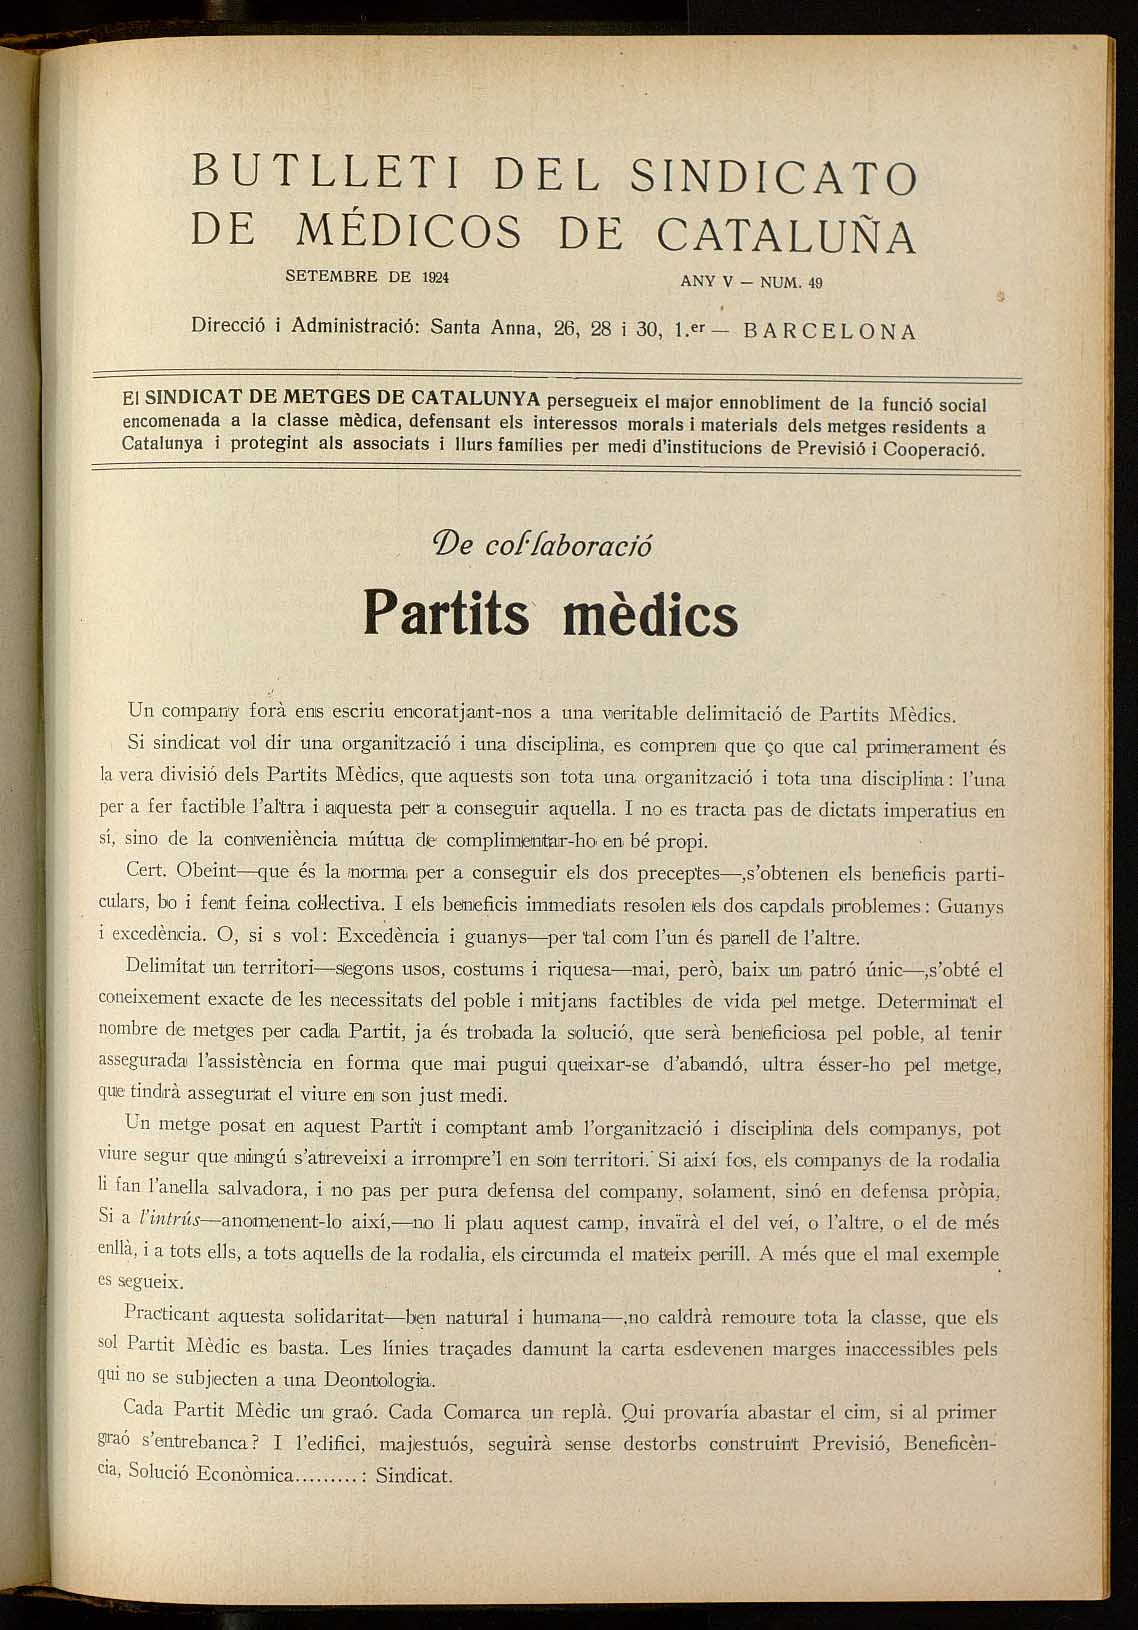 BUTLLETI DEL SINDICATO
DE MÉDICOS DE CATALUÑA
SETEMBRE DE 1924 ANY V — NUM. 49
Direcció i Administració: Santa Anna, 26, 28 i 30, 1.er — BARCELONA
El SINDICAT DE METGES DE CATALUNYA persegueix el major ennobliment de la funció social
encomenada a la classe mèdica, defensant els interessos morals i materials dels metges residents a
Catalunya i protegint als associats i llurs famílies per medi d'institucions de Previsió i Cooperació.
De col·laboració
Partits mèdics
Un company forà ens escriu encoratjant-nos a una veritable delimitació de Partits Mèdics.
Si sindicat vol dir una organització i una disciplina, es compren que ço que cal primerament és
la vera divisió dels Partits Mèdics, que aquests son tota una organització i tota una disciplina: l'una
per a fer factible l'altra i aquesta per a conseguir aquella. I no es tracta pas de dictats imperatius en
sí, sino de la conveniència mútua de complimentar-ho en bé propi.
Cert. Obeint—que és la norma per a conseguir els dos preceptes—,s'obtenen els beneficis parti-
culars, bo i fent feina col·lectiva. I els beneficis immediats resolen els dos capdals problemes: Guanys
i excedència. O, si s vol: Excedència i guanys—per tal com l'un és parell de l'altre.
Delimitat un territori—segons usos, costums i riquesa—mai, però, baix un patró únic—,s'obté el
coneixement exacte de les necessitats del poble i mitjans factibles de vida pel metge. Determinat el
nombre de metges per cada Partit, ja és trobada la solució, que serà beneficiosa pel poble, al tenir
assegurada l'assistència en forma que mai pugui queixar-se d'abandó, ultra ésser-ho pel metge,
que tindrà assegurat el viure en son just medi.
Un metge posat en aquest Partit i comptant amb l'organització i disciplina dels companys, pot
viure segur que ningú s'atreveixi a irrompre'l en son territori. Si així fos, els companys de la rodalia
li fan l'anella salvadora, i no pas per pura defensa del company, solament, sinó en defensa pròpia,
Si a l'intrús—anomenent-lo així,—no li plau aquest camp, invaïrà el del veí, o l'altre, o el de més
enllà, i a tots ells, a tots aquells de la rodalia, els circumda el mateix perill. A més que el mal exemple
es segueix.
Practicant aquesta solidaritat—ben natural i humana—,no caldrà remoure tota la classe, que els
sol Partit Mèdic es basta. Les línies traçades damunt la carta esdevenen marges inaccessibles pels
qui no se subjecten a una Deontologia.
Cada Partit Mèdic un graó. Cada Comarca un replà. Qui provaría abastar el cim, si al primer
graó s'entrebanca? I l'edifici, majestuós, seguirà sense destorbs construint Previsió, Beneficèn-
cia, Solució Econòmica.........: Sindicat.